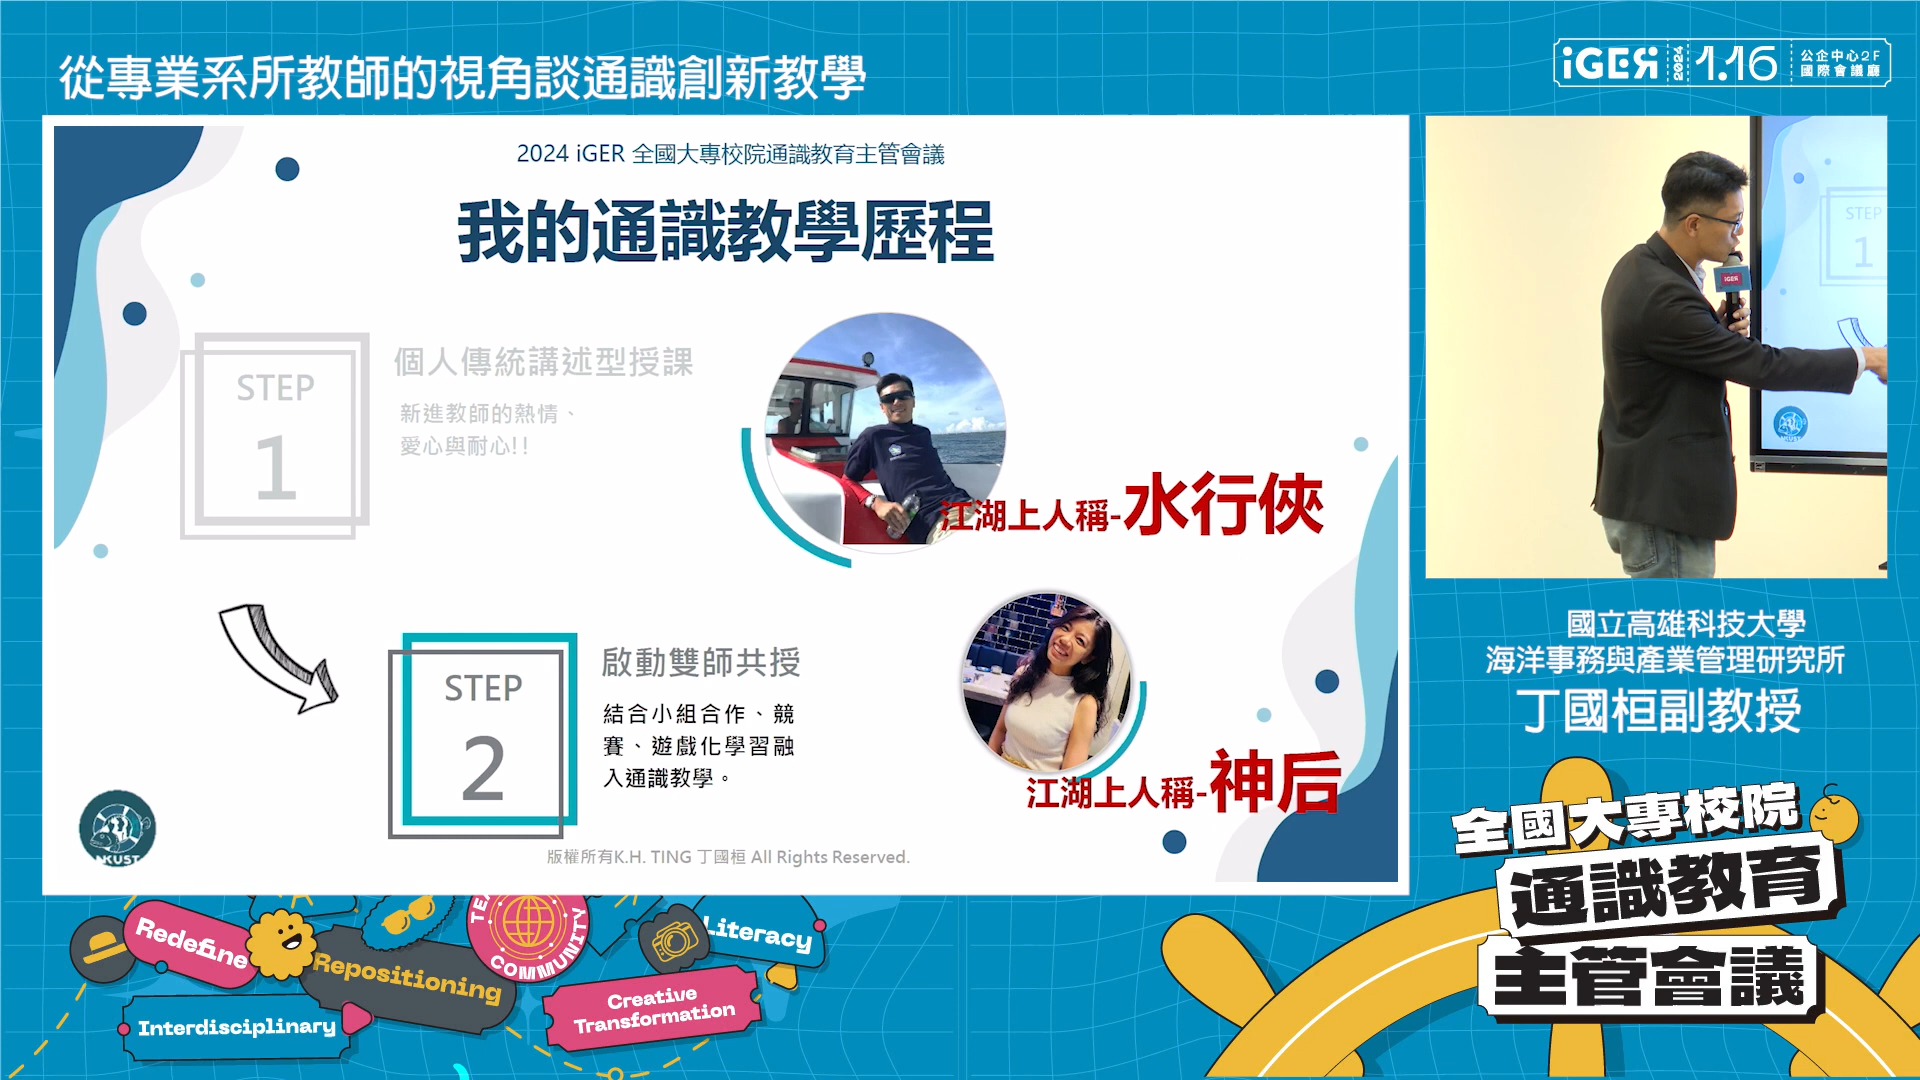 從專業系所教師的視角談通識創新教學
iGER 2024 1.16 公企中心2F
國際會議廳
2024 iGER 全國大專校院通識教育主管會議
我的通識教學歷程
STEP
1
個人傳統講述型授課
新進教師的熱情、
愛心與耐心!!
江湖上人稱-水行俠
STEP
2
啟動雙師共授
結合小組合作、競
賽、遊戲化學習融
入通識教學。
江湖上人稱-神后
NKUST
版權所有K.H. TING 丁國桓 All Rights Reserved.
STEP
1
iGER
國立高雄科技大學
海洋事務與產業管理研究所
丁國桓副教授
全國大專校院
通識教育
主管會議
Redefine
Repositioning
COMMUNITY
Literacy
Interdisciplinary
Creative
Transformation